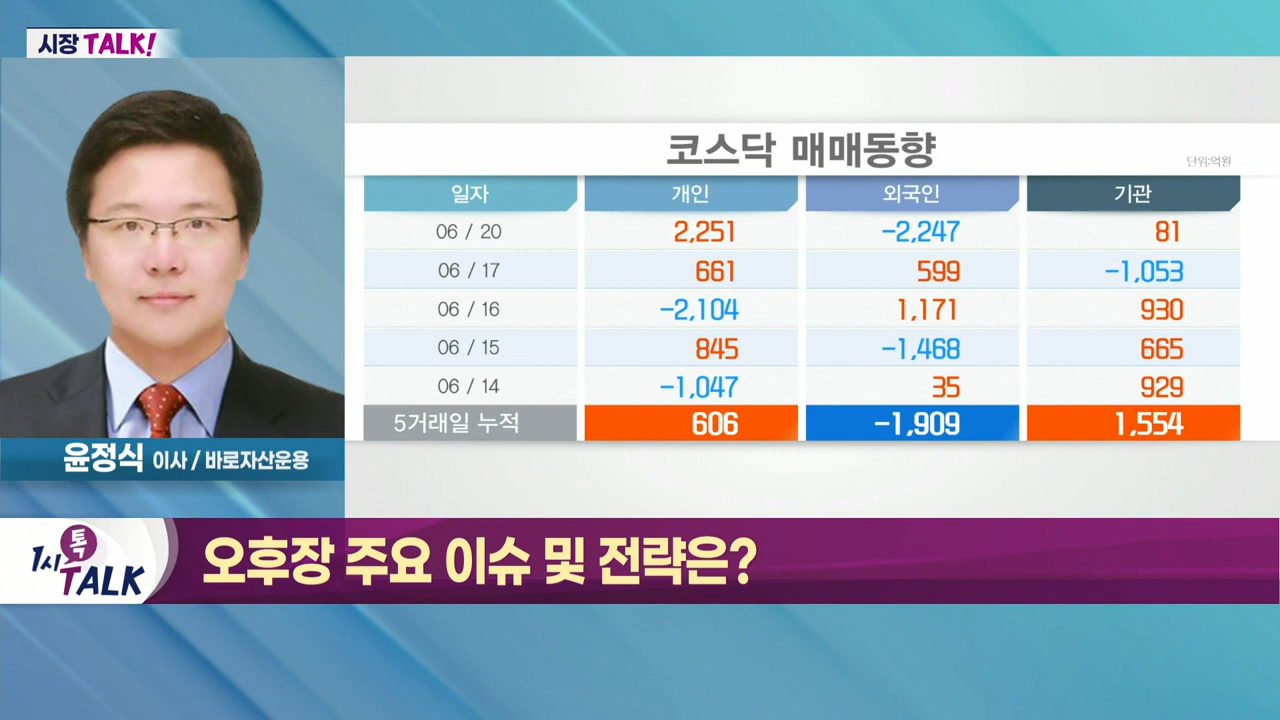 시장 TALK!
코스닥 매매동향
단위:억원
일자 개인 외국인 기관
06 / 20 2,251 -2,247 81
06 / 17 661 599 -1,053
06 / 16 -2,104 1,171 930
06 / 15 845 -1,468 665
06 / 14 -1,047 35 929
5거래일 누적 606 -1,909 1,554
윤정식 이사 / 바로자산운용
1시 톡 TALK
오후장 주요 이슈 및 전략은?